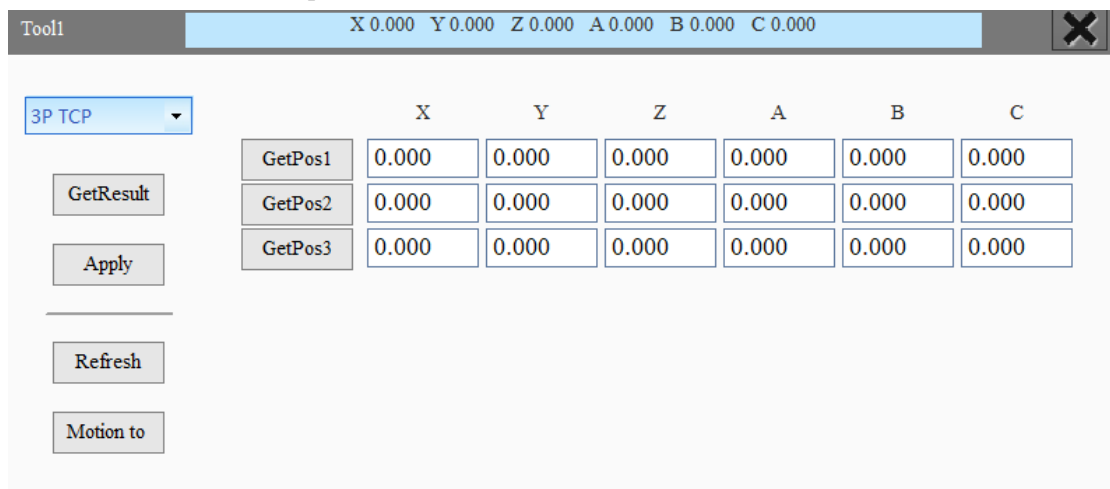 Tool1 X 0.000 Y 0.000 Z 0.000 A 0.000 B 0.000 C 0.000
3P TCP X Y Z A B C
GetPos1 0.000 0.000 0.000 0.000 0.000 0.000
GetResult GetPos2 0.000 0.000 0.000 0.000 0.000 0.000
Apply GetPos3 0.000 0.000 0.000 0.000 0.000 0.000
Refresh
Motion to